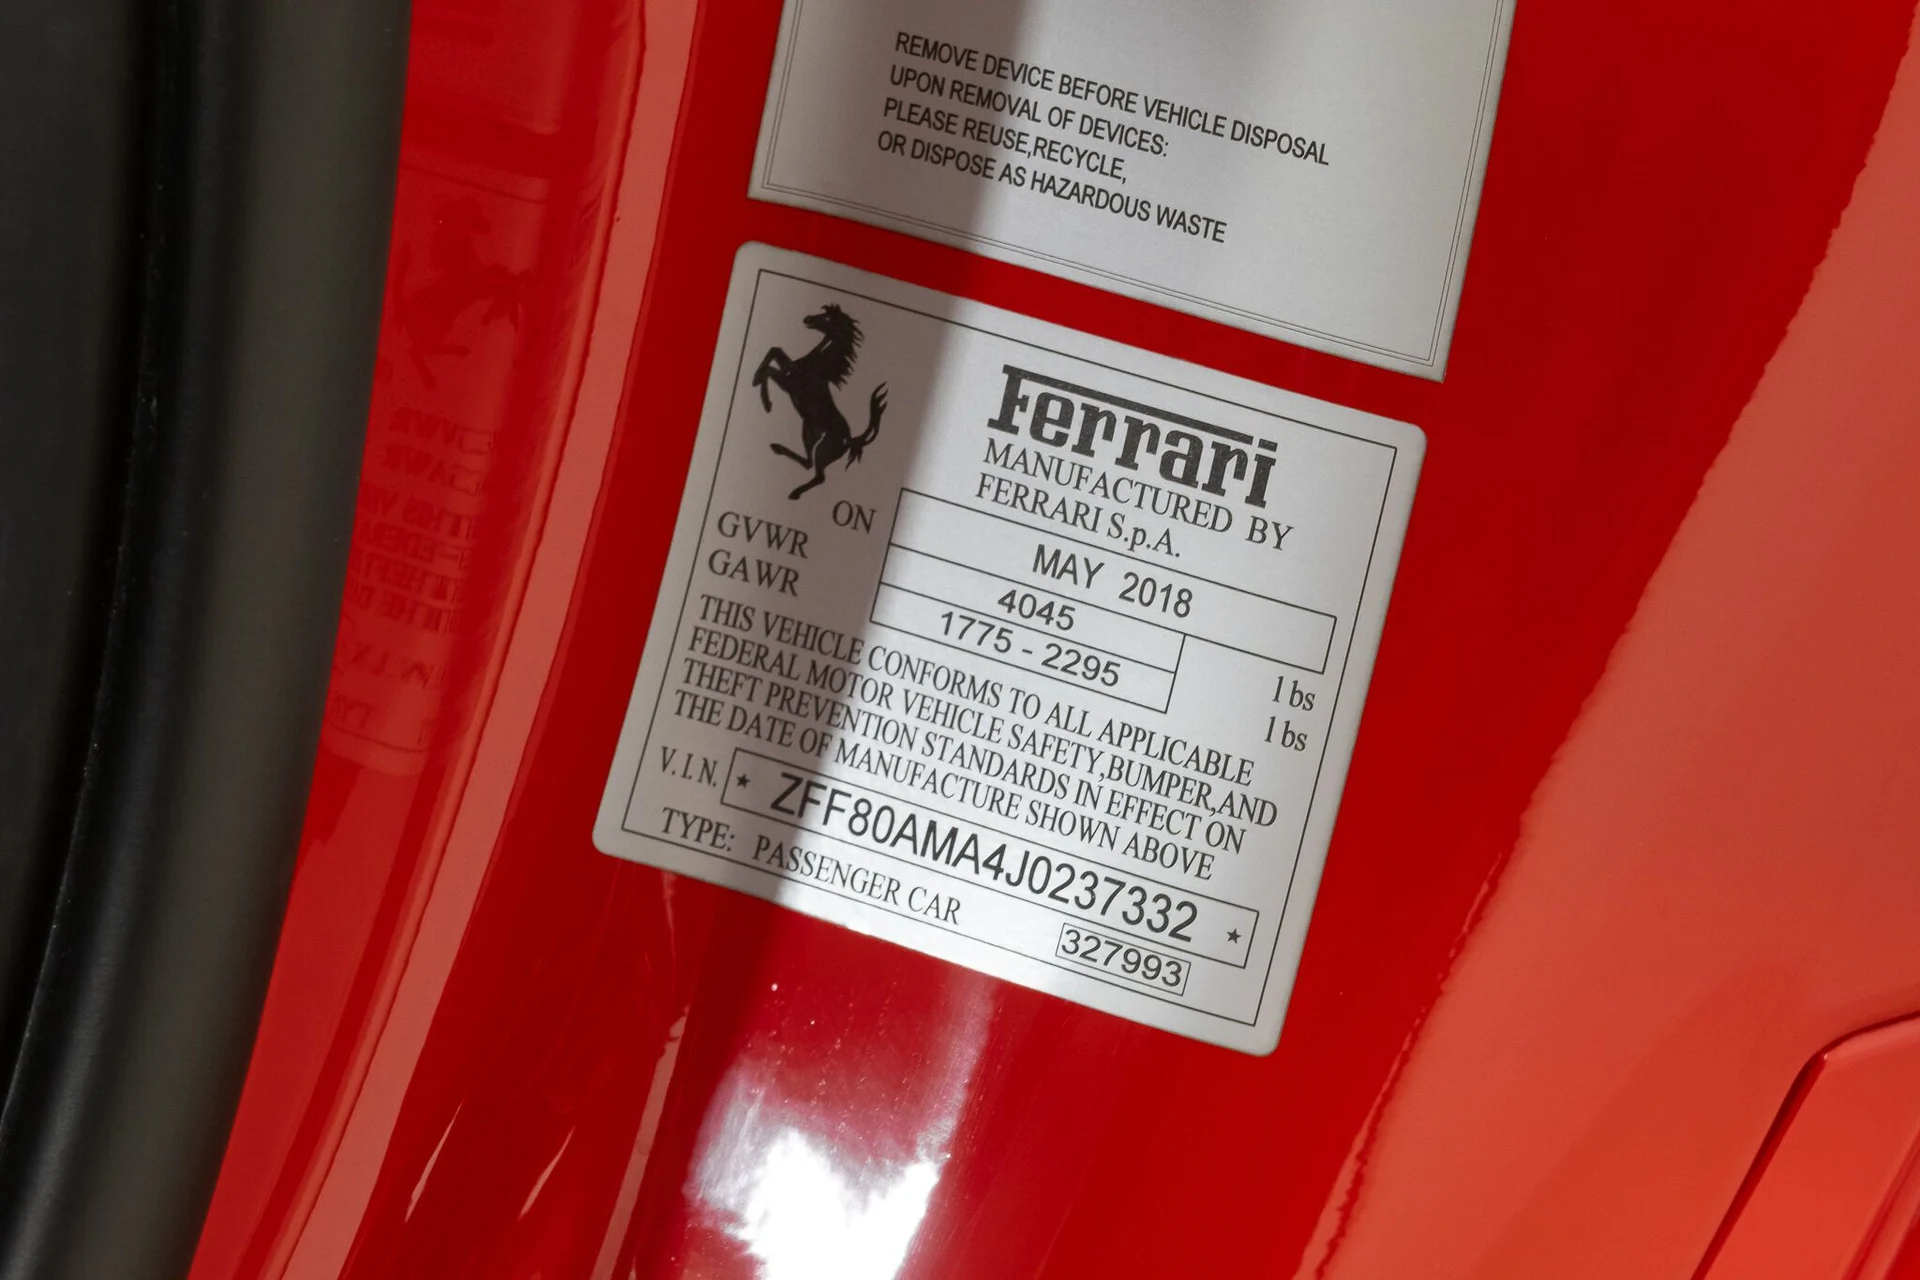 REMOVE DEVICE BEFORE VEHICLE DISPOSAL
UPON REMOVAL OF DEVICES:
PLEASE REUSE,RECYCLE,
OR DISPOSE AS HAZARDOUS WASTE
Ferrari
MANUFACTURED BY
FERRARI S.p.A.
ON MAY 2018
GVWR 4045 lbs
GAWR 1775 - 2295 lbs
THIS VEHICLE CONFORMS TO ALL APPLICABLE
FEDERAL MOTOR VEHICLE SAFETY,BUMPER,AND
THEFT PREVENTION STANDARDS IN EFFECT ON
THE DATE OF MANUFACTURE SHOWN ABOVE
V.I.N. * ZFF80AMA4J0237332 *
TYPE: PASSENGER CAR
327993